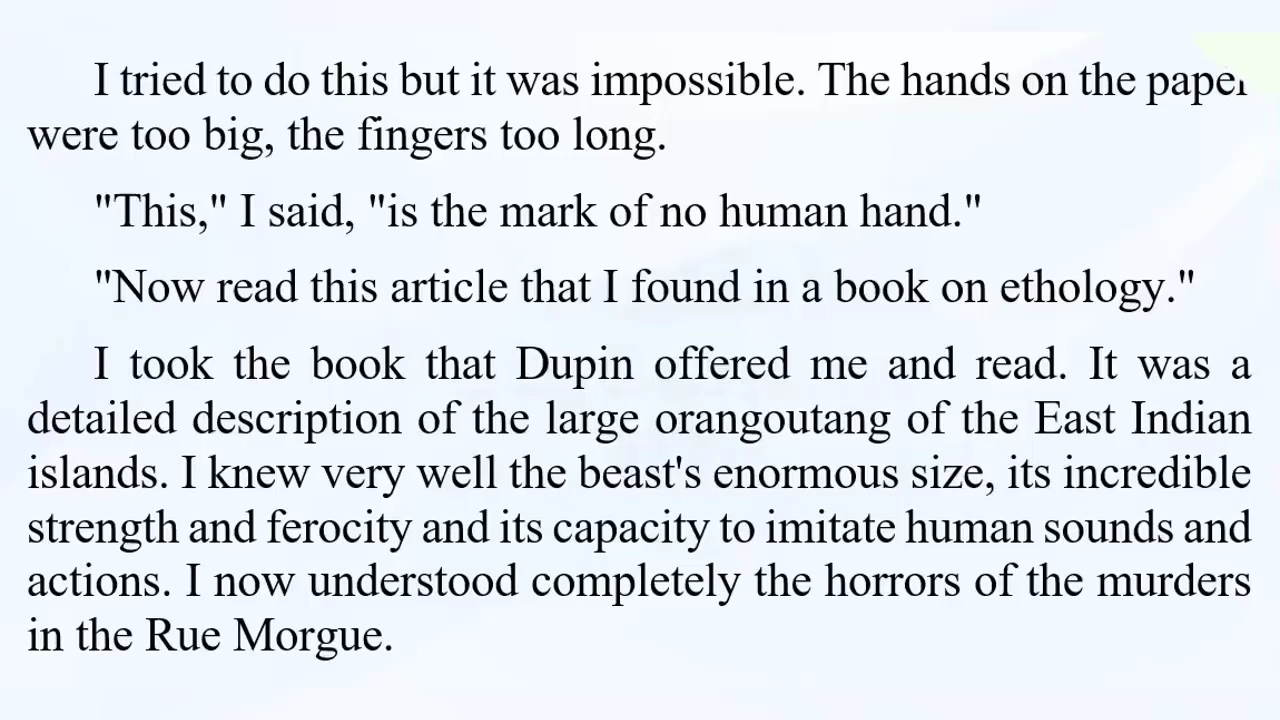 I tried to do this but it was impossible. The hands on the paper
were too big, the fingers too long.
"This," I said, "is the mark of no human hand."
"Now read this article that I found in a book on ethology."
I took the book that Dupin offered me and read. It was a
detailed description of the large orangoutang of the East Indian
islands. I knew very well the beast's enormous size, its incredible
strength and ferocity and its capacity to imitate human sounds and
actions. I now understood completely the horrors of the murders
in the Rue Morgue.